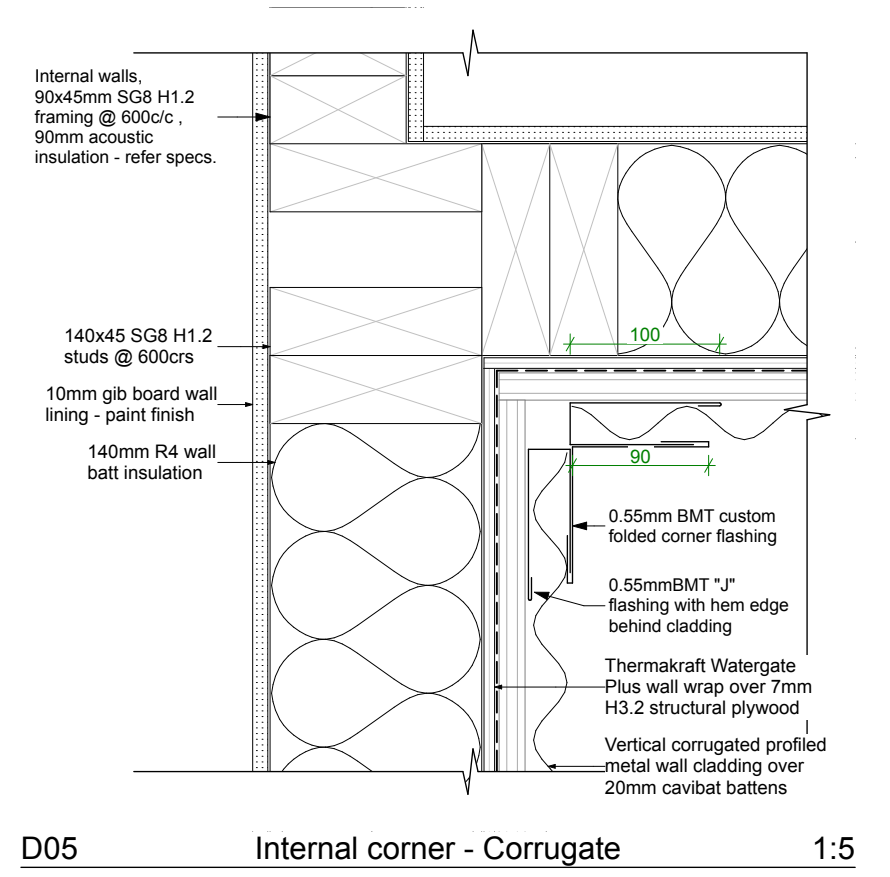 Internal walls,
90x45mm SG8 H1.2
framing @ 600c/c ,
90mm acoustic
insulation - refer specs.
140x45 SG8 H1.2
studs @ 600crs
10mm gib board wall
lining - paint finish
140mm R4 wall
batt insulation
100
90
0.55mm BMT custom
folded corner flashing
0.55mmBMT "J"
flashing with hem edge
behind cladding
Thermakraft Watergate
Plus wall wrap over 7mm
H3.2 structural plywood
Vertical corrugated profiled
metal wall cladding over
20mm cavibat battens
D05 Internal corner - Corrugate 1:5